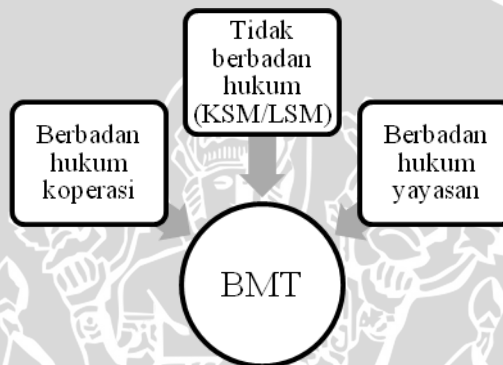 Tidak
berbadan
hukum
(KSM/LSM)
Berbadan
hukum
koperasi
Berbadan
hukum
yayasan
BMT